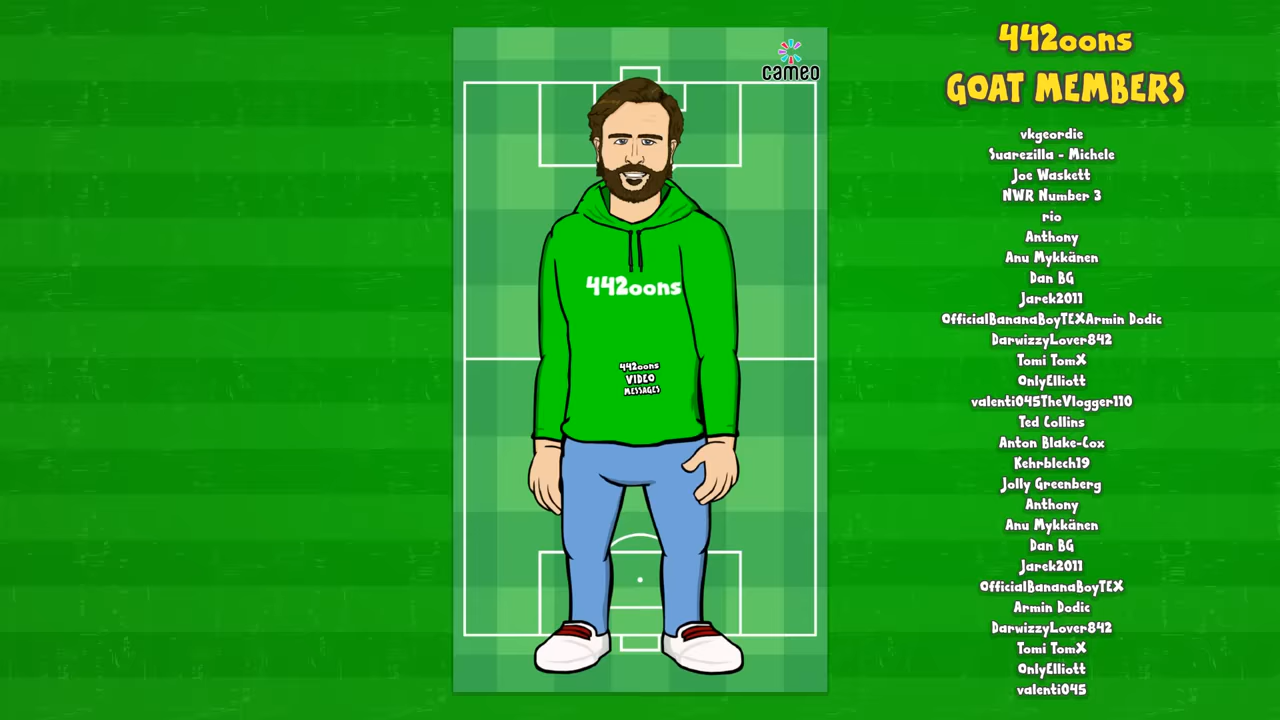 cameo
442oons
442oons
VIDEO
MESSAGES
442oons
GOAT MEMBERS
vkgeordie
Suarezilla - Michele
Joe Waskett
NWR Number 3
rio
Anthony
Anu Mykkänen
Dan BG
Jarek2011
OfficialBananaBoyTEXArmin Dodic
DarwizzyLover842
Tomi TomX
OnlyElliott
valenti045TheVlogger110
Ted Collins
Anton Blake-Cox
Kehrblech19
Jolly Greenberg
Anthony
Anu Mykkänen
Dan BG
Jarek2011
OfficialBananaBoyTEX
Armin Dodic
DarwizzyLover842
Tomi TomX
OnlyElliott
valenti045